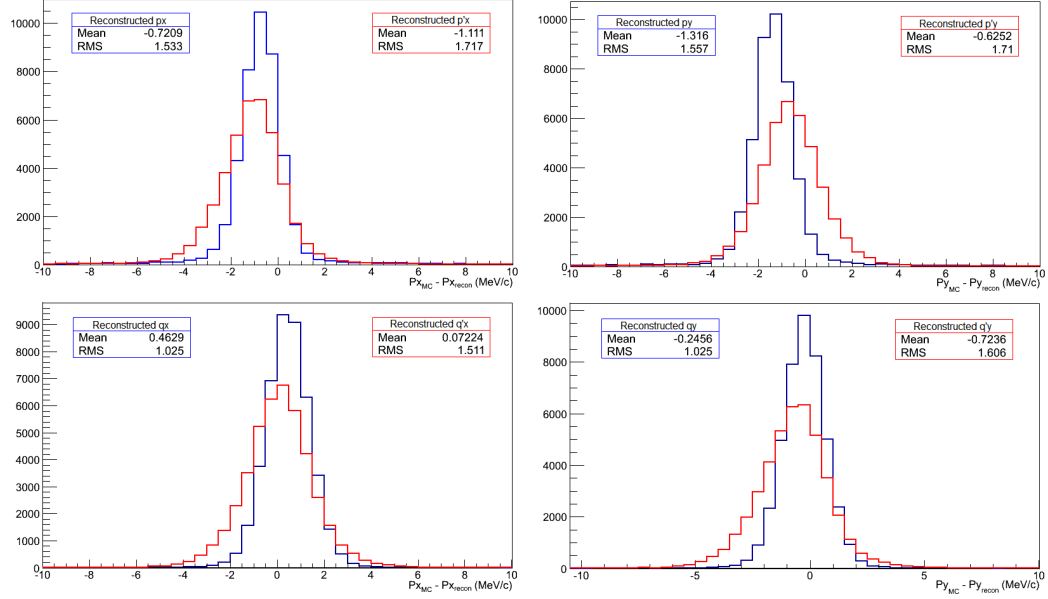 Reconstructed px
Mean -0.7209
RMS 1.533
Reconstructed p'x
Mean -1.111
RMS 1.717
10000
8000
6000
4000
2000
0
-10 -8 -6 -4 -2 0 2 4 6 8 10
Px_MC - Px_recon (MeV/c)
Reconstructed py
Mean -1.316
RMS 1.557
Reconstructed p'y
Mean -0.6252
RMS 1.71
10000
8000
6000
4000
2000
0
-10 -8 -6 -4 -2 0 2 4 6 8 10
Py_MC - Py_recon (MeV/c)
Reconstructed qx
Mean 0.4629
RMS 1.025
Reconstructed q'x
Mean 0.07224
RMS 1.511
9000
8000
7000
6000
5000
4000
3000
2000
1000
0
-10 -8 -6 -4 -2 0 2 4 6 8 10
Px_MC - Px_recon (MeV/c)
Reconstructed qy
Mean -0.2456
RMS 1.025
Reconstructed q'y
Mean -0.7236
RMS 1.606
10000
8000
6000
4000
2000
0
-10 -5 0 5 10
Py_MC - Py_recon (MeV/c)